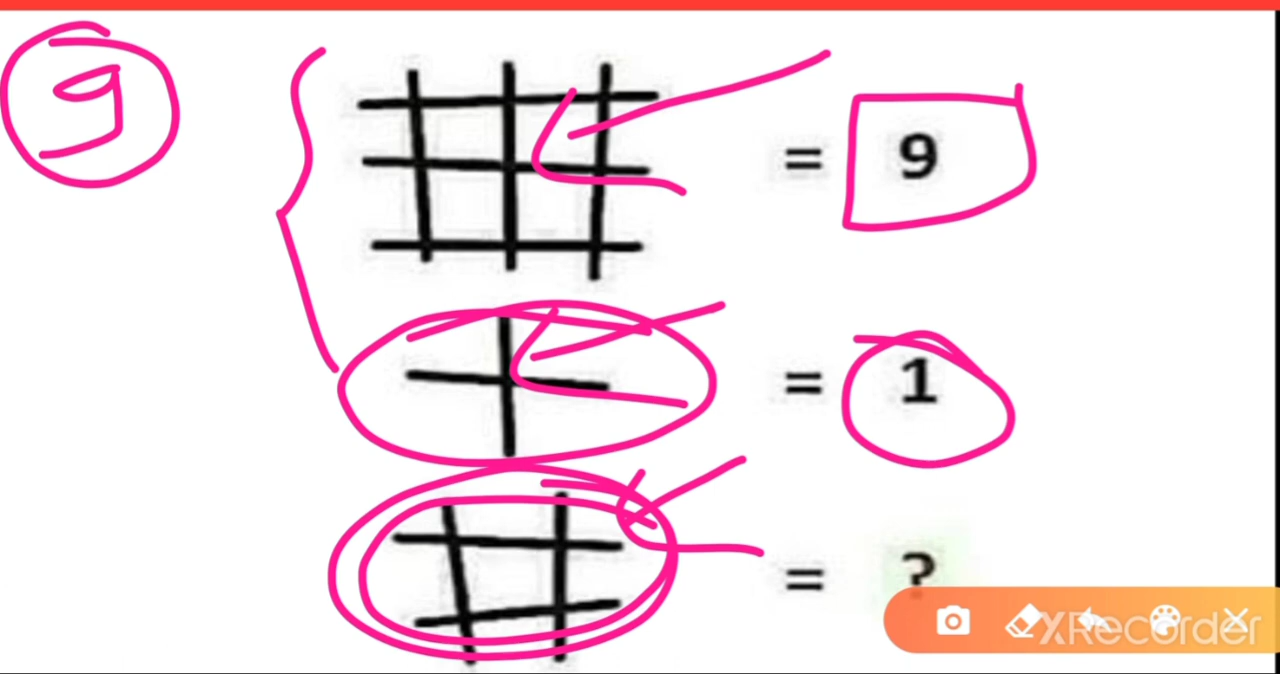 9
= 9
= 1
= ?
XRecorder